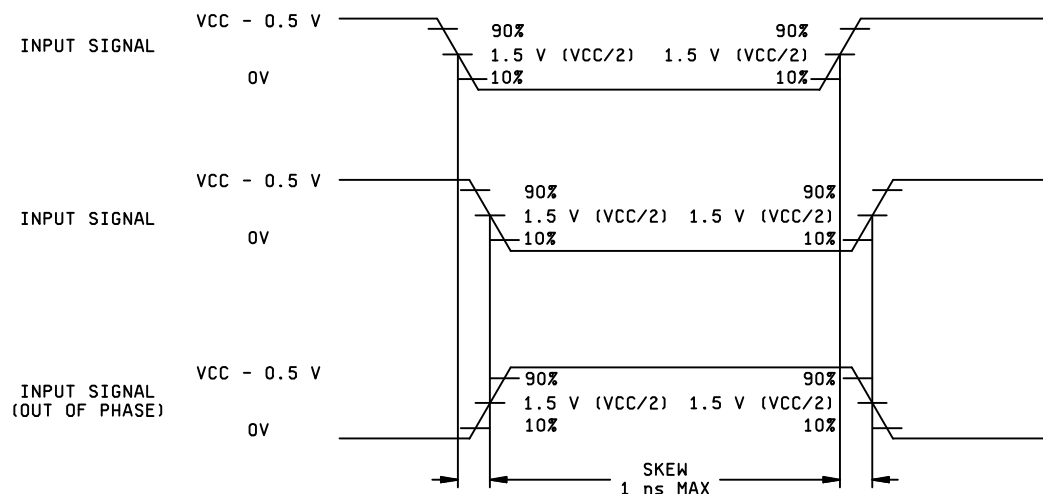 VCC - 0.5 V
90% 90%
INPUT SIGNAL
1.5 V (VCC/2) 1.5 V (VCC/2)
0V
10% 10%
VCC - 0.5 V
90% 90%
INPUT SIGNAL
1.5 V (VCC/2) 1.5 V (VCC/2)
0V
10% 10%
VCC - 0.5 V
90% 90%
INPUT SIGNAL
(OUT OF PHASE)
1.5 V (VCC/2) 1.5 V (VCC/2)
0V
10% 10%
SKEW
1 ns MAX